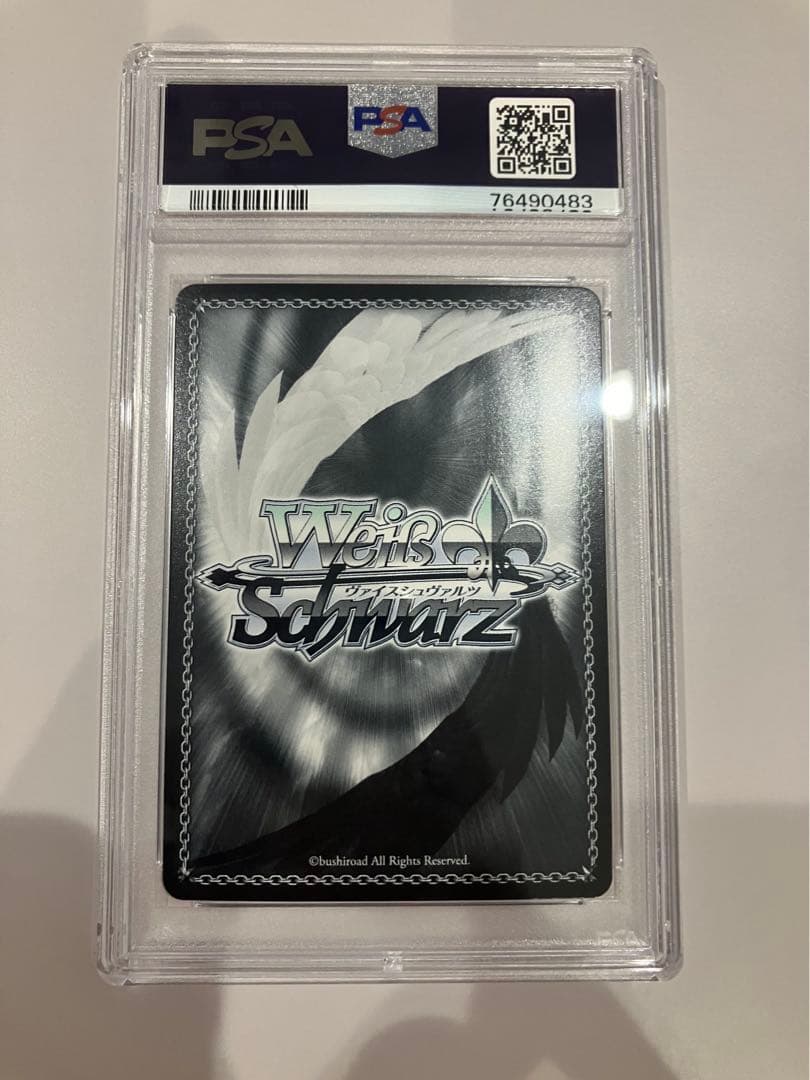 PSA
PSA
76490483
Weiß
ヴァイスシュヴァルツ
Schwarz
©bushiroad All Rights Reserved.
PSA